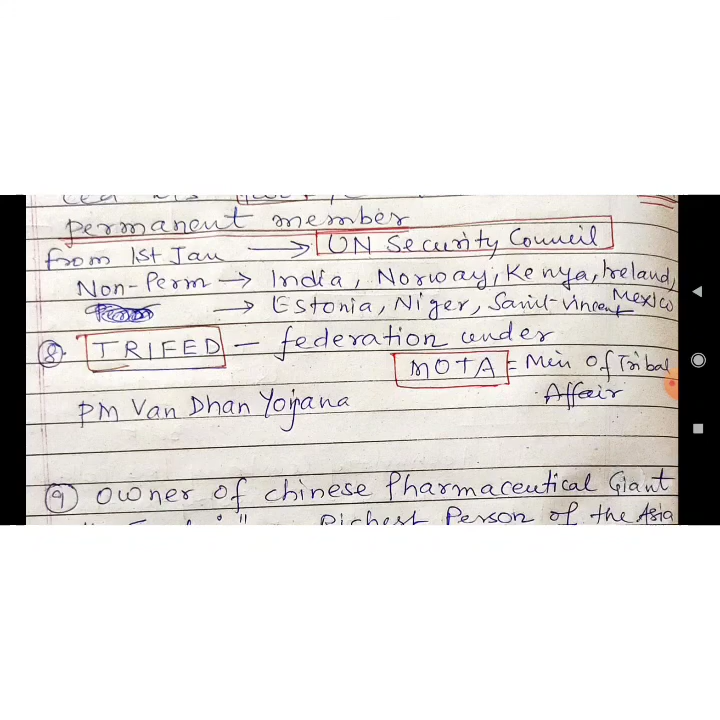 permanent member
from 1st Jan → UN Security Council
Non-Perm → India, Norway, Kenya, Ireland,
→ Estonia, Niger, Saint-Vincent Mexico
8. TRIFED - federation under
MOTA = Min Of Tribal
Affair
PM Van Dhan Yojana
9 Owner of Chinese Pharmaceutical Giant
Richest Person of the Asia